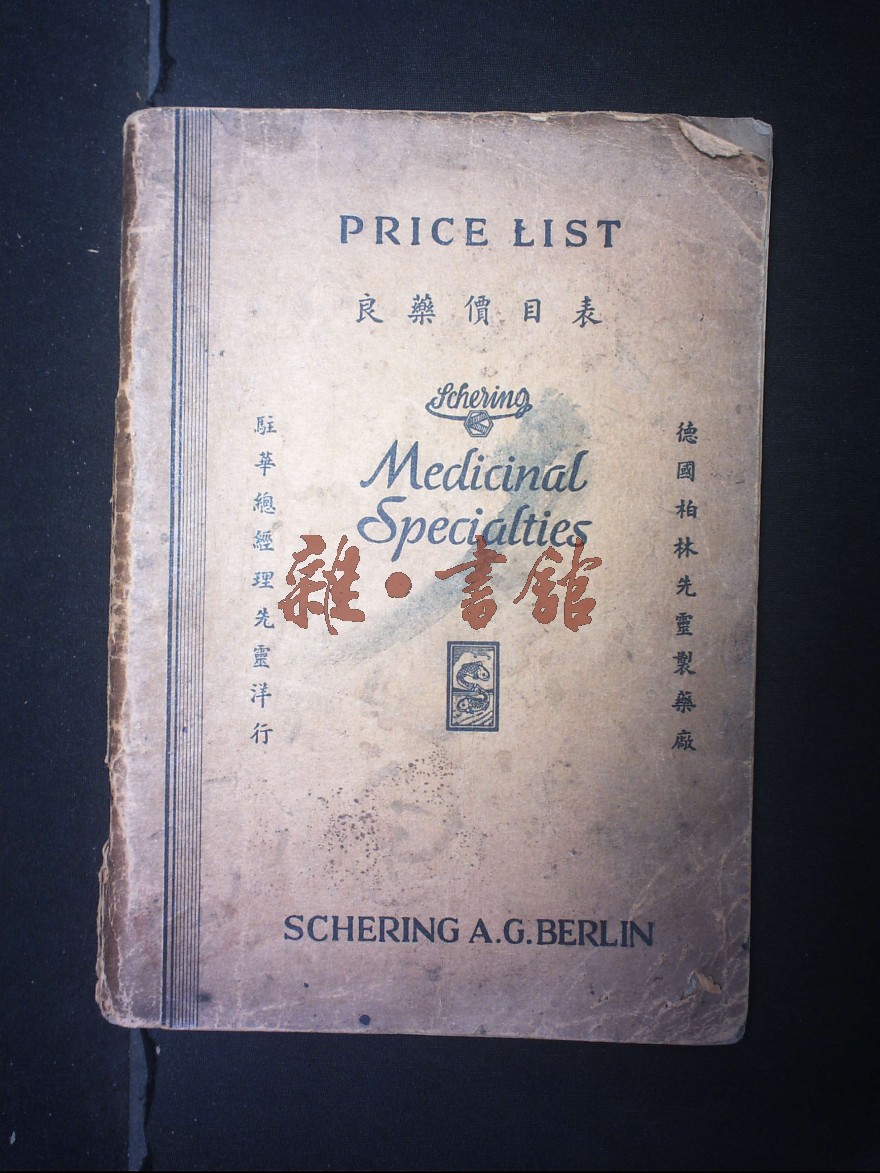 PRICE LIST
良藥價目表
Schering
Medicinal
Specialties
德國柏林先靈製藥廠
駐華總經理先靈洋行
雜·書館
SCHERING A.G. BERLIN